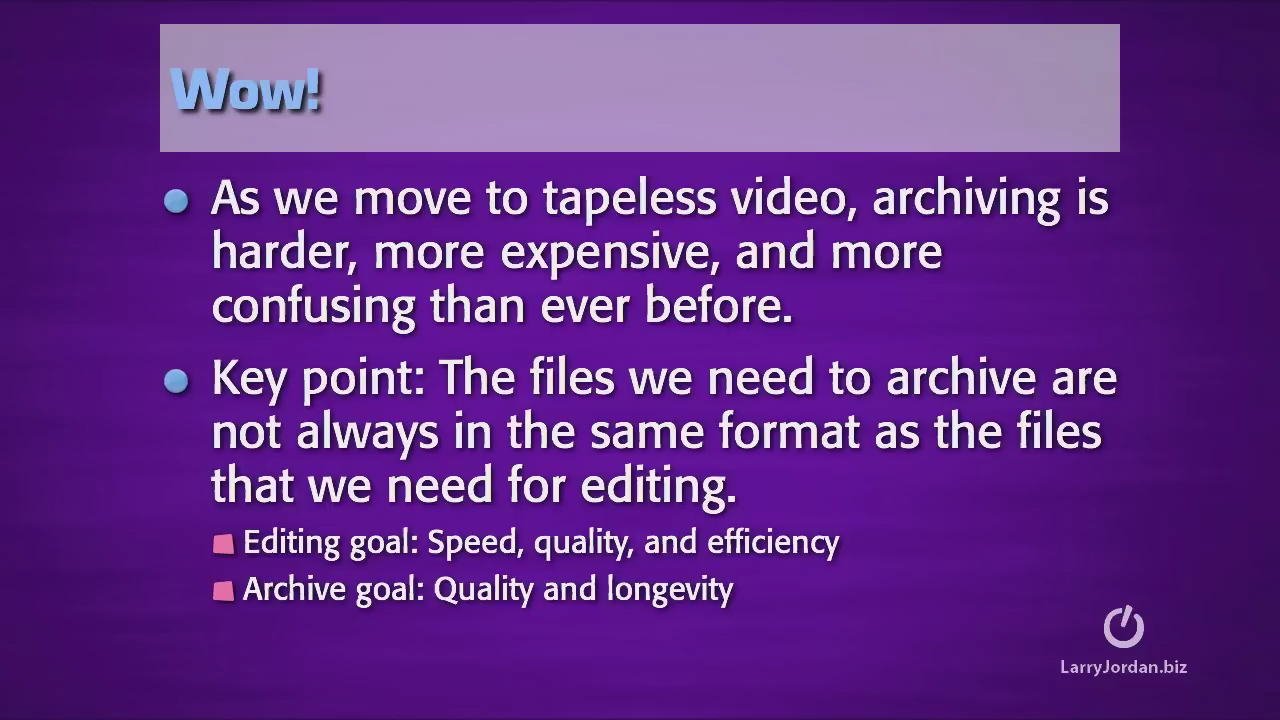 Wow!
As we move to tapeless video, archiving is
harder, more expensive, and more
confusing than ever before.
Key point: The files we need to archive are
not always in the same format as the files
that we need for editing.
Editing goal: Speed, quality, and efficiency
Archive goal: Quality and longevity
LarryJordan.biz